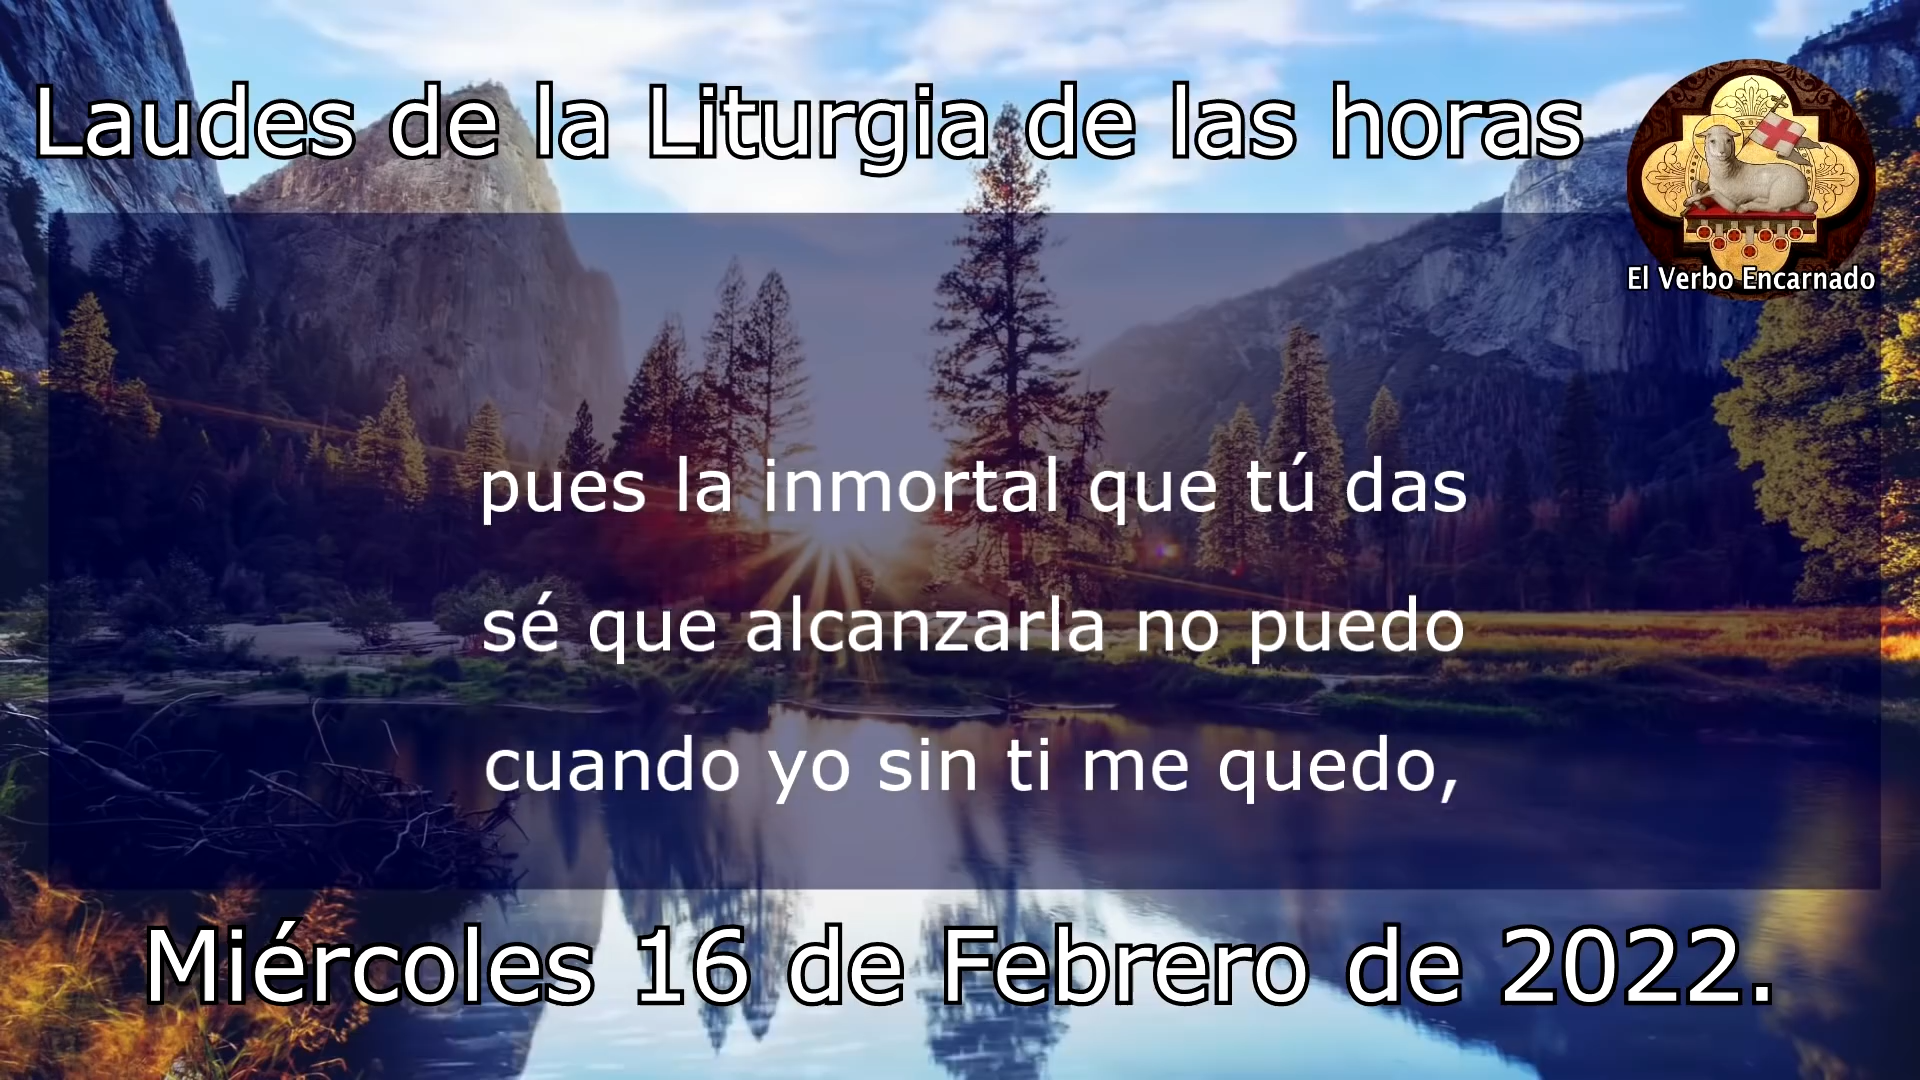 Laudes de la Liturgia de las horas
El Verbo Encarnado
pues la inmortal que tú das
sé que alcanzarla no puedo
cuando yo sin ti me quedo,
Miércoles 16 de Febrero de 2022.